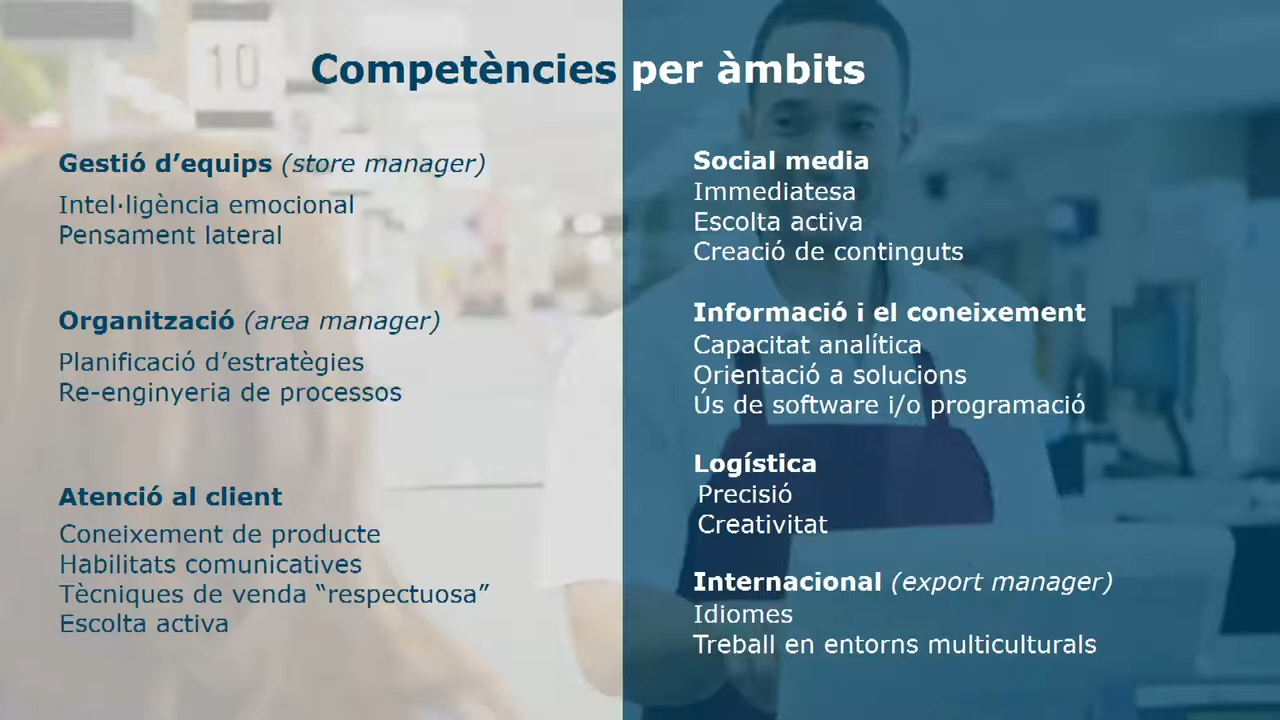 10
Competències per àmbits
Gestió d’equips (store manager)
Intel·ligència emocional
Pensament lateral
Organització (area manager)
Planificació d’estratègies
Re-enginyeria de processos
Atenció al client
Coneixement de producte
Habilitats comunicatives
Tècniques de venda “respectuosa”
Escolta activa
Social media
Immediatesa
Escolta activa
Creació de continguts
Informació i el coneixement
Capacitat analítica
Orientació a solucions
Ús de software i/o programació
Logística
Precisió
Creativitat
Internacional (export manager)
Idiomes
Treball en entorns multiculturals